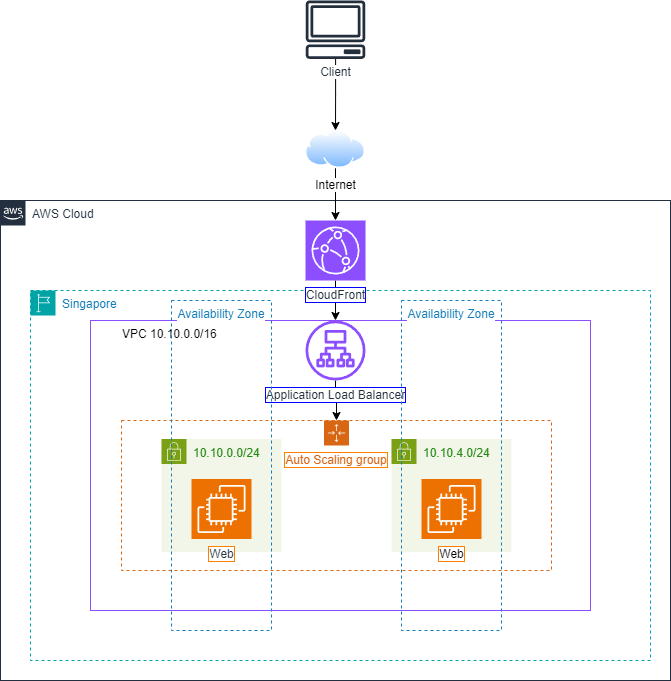 Client
Internet
aws
AWS Cloud
CloudFront
Singapore
Availability Zone
Availability Zone
VPC 10.10.0.0/16
Application Load Balancer
10.10.0.0/24
Auto Scaling group
10.10.4.0/24
Web
Web